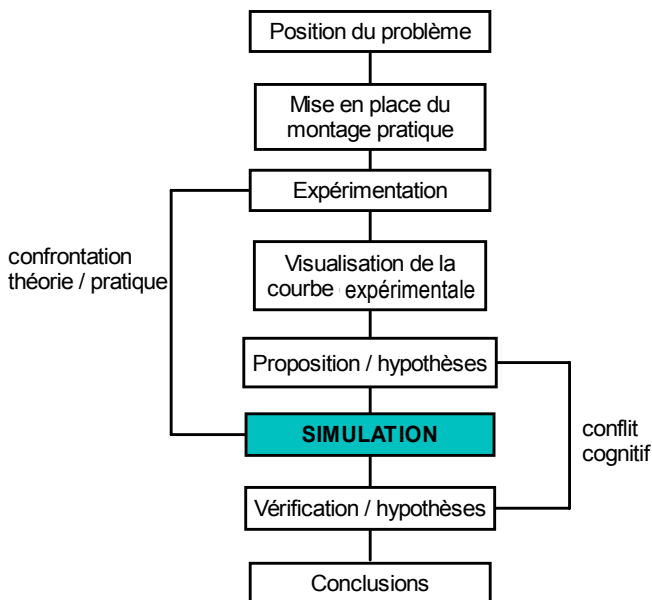 Position du problème
Mise en place du
montage pratique
Expérimentation
confrontation
théorie / pratique
Visualisation de la
courbe expérimentale
Proposition / hypothèses
SIMULATION
conflit
cognitif
Vérification / hypothèses
Conclusions